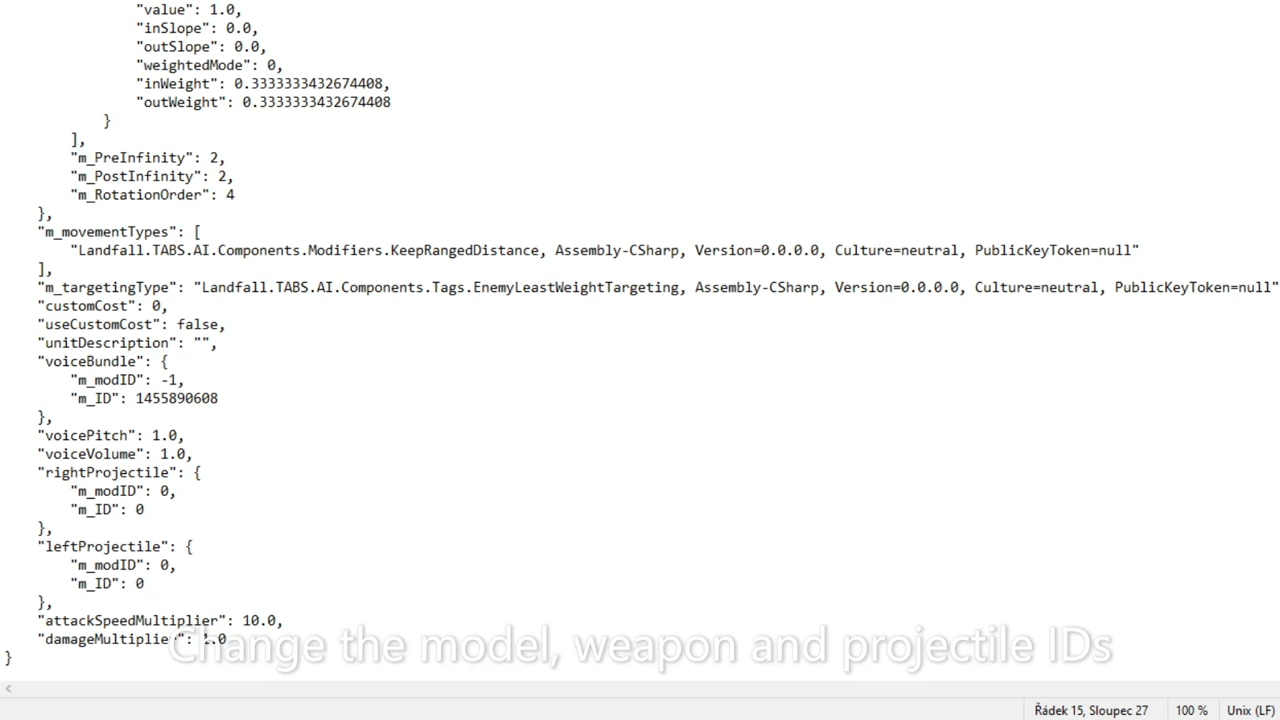 "value": 1.0,
"inSlope": 0.0,
"outSlope": 0.0,
"weightedMode": 0,
"inWeight": 0.3333333432674408,
"outWeight": 0.3333333432674408
}
],
"m_PreInfinity": 2,
"m_PostInfinity": 2,
"m_RotationOrder": 4
},
"m_movementTypes": [
"Landfall.TABS.AI.Components.Modifiers.KeepRangedDistance, Assembly-CSharp, Version=0.0.0.0, Culture=neutral, PublicKeyToken=null"
],
"m_targetingType": "Landfall.TABS.AI.Components.Tags.EnemyLeastWeightTargeting, Assembly-CSharp, Version=0.0.0.0, Culture=neutral, PublicKeyToken=null"
"customCost": 0,
"useCustomCost": false,
"unitDescription": "",
"voiceBundle": {
"m_modID": -1,
"m_ID": 1455890608
},
"voicePitch": 1.0,
"voiceVolume": 1.0,
"rightProjectile": {
"m_modID": 0,
"m_ID": 0
},
"leftProjectile": {
"m_modID": 0,
"m_ID": 0
},
"attackSpeedMultiplier": 10.0,
"damageMultiplier":
}
Change the model, weapon and projectile IDs
Řádek 15, Sloupec 27 100 % Unix (LF)